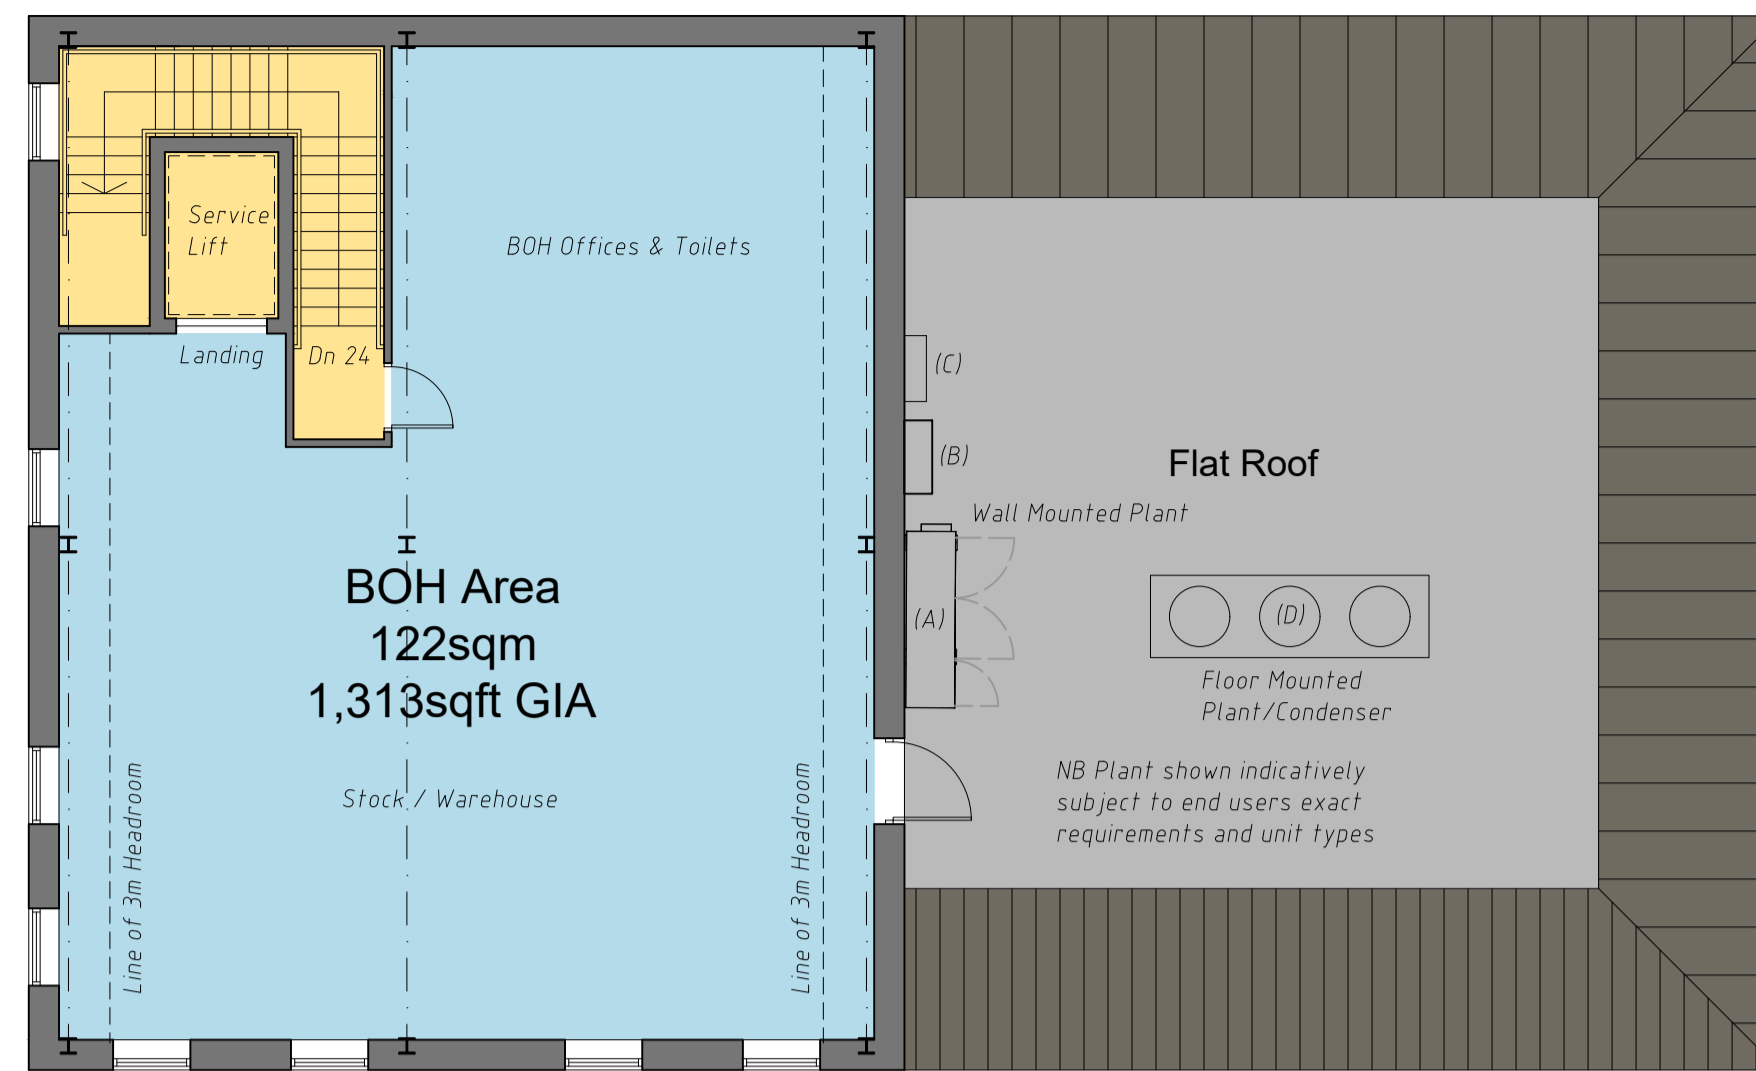 Service
Lift
BOH Offices & Toilets
Landing
Dn 24
(C)
(B)
Flat Roof
Wall Mounted Plant
BOH Area
122sqm
1,313sqft GIA
(A)
(D)
Floor Mounted
Plant/Condenser
Stock / Warehouse
Line of 3m Headroom
Line of 3m Headroom
NB Plant shown indicatively
subject to end users exact
requirements and unit types